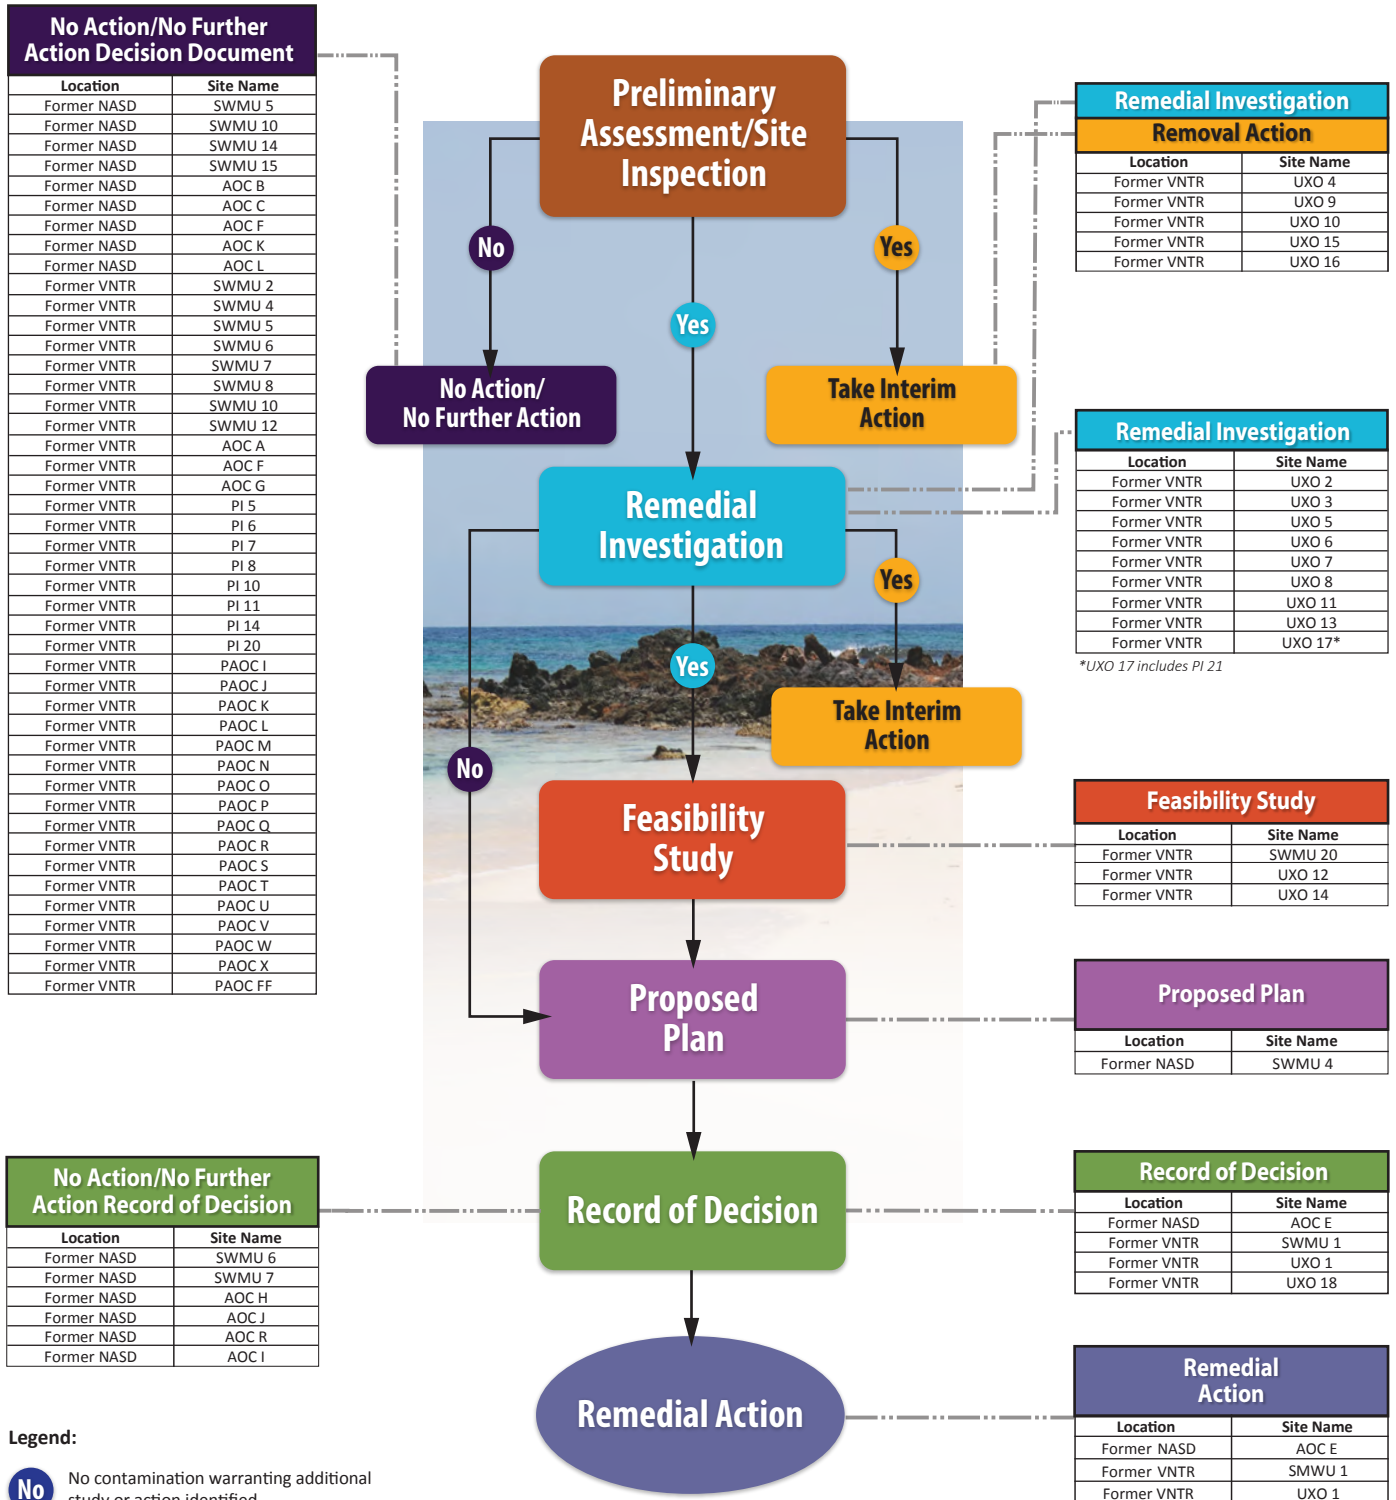 No Action/No Further
Action Decision Document
Location Site Name
Former NASD SWMU 5
Former NASD SWMU 10
Former NASD SWMU 14
Former NASD SWMU 15
Former NASD AOC B
Former NASD AOC C
Former NASD AOC F
Former NASD AOC K
Former NASD AOC L
Former VNTR SWMU 2
Former VNTR SWMU 4
Former VNTR SWMU 5
Former VNTR SWMU 6
Former VNTR SWMU 7
Former VNTR SWMU 8
Former VNTR SWMU 10
Former VNTR SWMU 12
Former VNTR AOC A
Former VNTR AOC F
Former VNTR AOC G
Former VNTR PI 5
Former VNTR PI 6
Former VNTR PI 7
Former VNTR PI 8
Former VNTR PI 10
Former VNTR PI 11
Former VNTR PI 14
Former VNTR PI 20
Former VNTR PAOC I
Former VNTR PAOC J
Former VNTR PAOC K
Former VNTR PAOC L
Former VNTR PAOC M
Former VNTR PAOC N
Former VNTR PAOC O
Former VNTR PAOC P
Former VNTR PAOC Q
Former VNTR PAOC R
Former VNTR PAOC S
Former VNTR PAOC T
Former VNTR PAOC U
Former VNTR PAOC V
Former VNTR PAOC W
Former VNTR PAOC X
Former VNTR PAOC FF
No Action/No Further
Action Record of Decision
Location Site Name
Former NASD SWMU 6
Former NASD SWMU 7
Former NASD AOC H
Former NASD AOC J
Former NASD AOC R
Former NASD AOC I
Legend:
No
No contamination warranting additional
study or action identified
Preliminary
Assessment/Site
Inspection
No
Yes
Yes
No Action/
No Further Action
Take Interim
Action
Remedial
Investigation
Yes
Yes
No
Take Interim
Action
Feasibility
Study
Proposed
Plan
Record of Decision
Remedial Action
Remedial Investigation
Removal Action
Location Site Name
Former VNTR UXO 4
Former VNTR UXO 9
Former VNTR UXO 10
Former VNTR UXO 15
Former VNTR UXO 16
Remedial Investigation
Location Site Name
Former VNTR UXO 2
Former VNTR UXO 3
Former VNTR UXO 5
Former VNTR UXO 6
Former VNTR UXO 7
Former VNTR UXO 8
Former VNTR UXO 11
Former VNTR UXO 13
Former VNTR UXO 17*
*UXO 17 includes PI 21
Feasibility Study
Location Site Name
Former VNTR SWMU 20
Former VNTR UXO 12
Former VNTR UXO 14
Proposed Plan
Location Site Name
Former NASD SWMU 4
Record of Decision
Location Site Name
Former NASD AOC E
Former VNTR SWMU 1
Former VNTR UXO 1
Former VNTR UXO 18
Remedial
Action
Location Site Name
Former NASD AOC E
Former VNTR SMWU 1
Former VNTR UXO 1